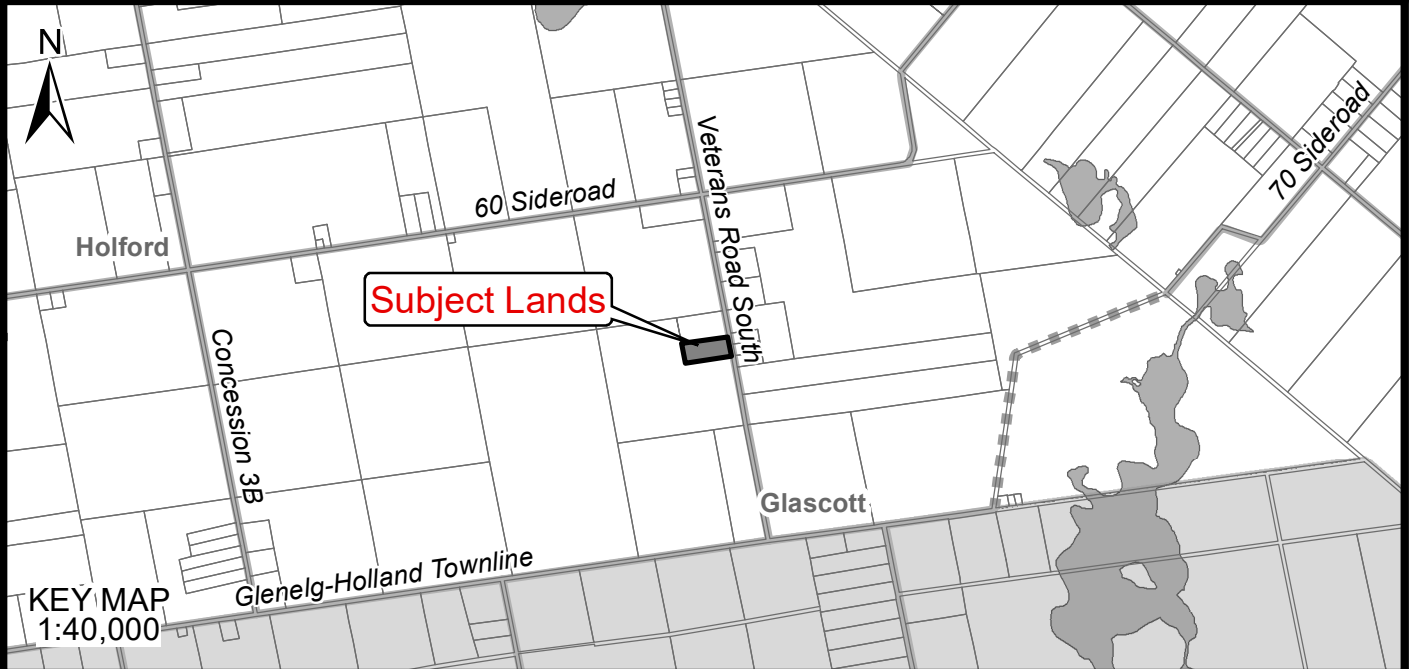 N
Veterans Road South
70 Sideroad
60 Sideroad
Holford
Subject Lands
Concession 3B
Glascott
Glenelg-Holland Townline
KEY MAP
1:40,000